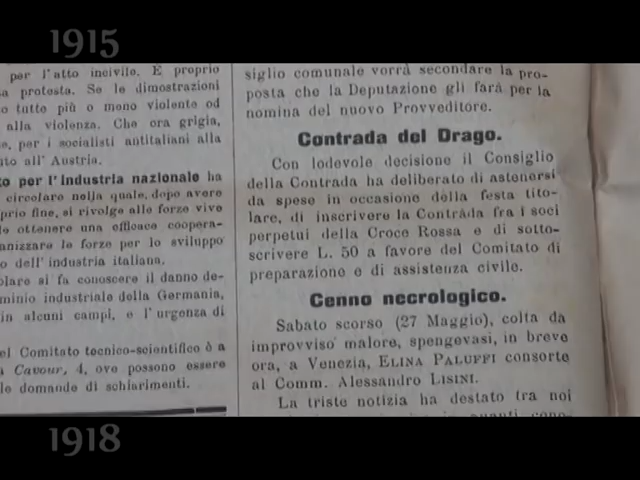 1915
per l'atto incivile. E proprio
protesta. Se le dimostrazioni
tutte più o meno violente od
alla violenza. Che ora grigia,
per i socialisti antitaliani alla
all' Austria.
per l'Industria nazionale ha
circolare nella quale, dopo avere
fine, si rivolge alle forze vive
ottenere una efficace coopera-
le forze per lo sviluppo
dell' industria italiana.
si fa conoscere il danno de-
industriale della Germania,
in alcuni campi, e l'urgenza di
Comitato tecnico-scientifico è a
Cavour, 4, ove possono essere
le domande di schiarimenti.
siglio comunale vorrà secondare la pro-
posta che la Deputazione gli farà per la
nomina del nuovo Provveditore.
Contrada del Drago.
Con lodevole decisione il Consiglio
della Contrada ha deliberato di astenersi
da spese in occasione della festa tito-
lare, di inscrivere la Contrada fra i soci
perpetui della Croce Rossa e di sotto-
scrivere L. 50 a favore del Comitato di
preparazione e di assistenza civile.
Cenno necrologico.
Sabato scorso (27 Maggio), colta da
improvviso malore, spengevasi, in breve
ora, a Venezia, ELINA PALUFFI consorte
al Comm. Alessandro LISINI.
La triste notizia ha destato tra noi
1918